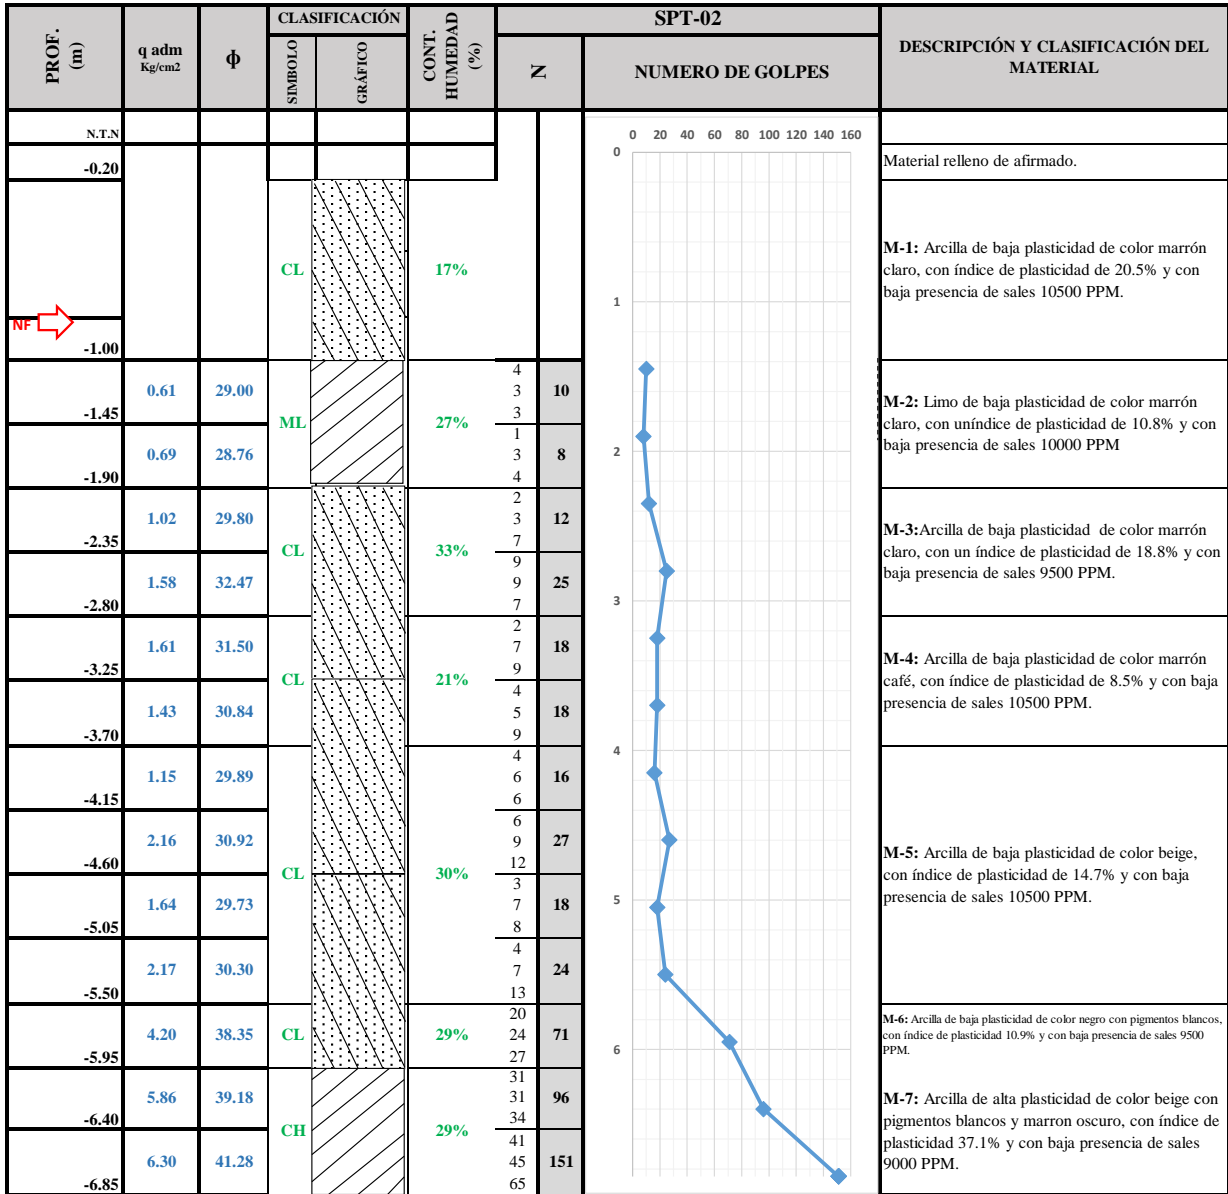 PROF. (m)
q adm Kg/cm2
ϕ
CLASIFICACIÓN
SIMBOLO
GRÁFICO
CONT. HUMEDAD (%)
SPT-02
N
NUMERO DE GOLPES
DESCRIPCIÓN Y CLASIFICACIÓN DEL
MATERIAL
N.T.N
0 20 40 60 80 100 120 140 160
0
-0.20
Material relleno de afirmado.
CL
17%
M-1: Arcilla de baja plasticidad de color marrón
claro, con índice de plasticidad de 20.5% y con
baja presencia de sales 10500 PPM.
1
NF
-1.00
4
3
3
0.61
29.00
10
-1.45
ML
27%
M-2: Limo de baja plasticidad de color marrón
claro, con uníndice de plasticidad de 10.8% y con
baja presencia de sales 10000 PPM
1
3
4
0.69
28.76
8
2
-1.90
2
3
7
1.02
29.80
12
-2.35
CL
33%
M-3:Arcilla de baja plasticidad de color marrón
claro, con un índice de plasticidad de 18.8% y con
baja presencia de sales 9500 PPM.
9
9
7
1.58
32.47
25
-2.80
3
2
7
9
1.61
31.50
18
-3.25
CL
21%
M-4: Arcilla de baja plasticidad de color marrón
café, con índice de plasticidad de 8.5% y con baja
presencia de sales 10500 PPM.
4
5
9
1.43
30.84
18
-3.70
4
4
6
6
1.15
29.89
16
-4.15
6
9
12
2.16
30.92
27
-4.60
CL
30%
M-5: Arcilla de baja plasticidad de color beige,
con índice de plasticidad de 14.7% y con baja
presencia de sales 10500 PPM.
3
7
8
1.64
29.73
18
5
-5.05
4
7
13
2.17
30.30
24
-5.50
20
24
27
4.20
38.35
CL
29%
71
M-6: Arcilla de baja plasticidad de color negro con pigmentos blancos,
con índice de plasticidad 10.9% y con baja presencia de sales 9500
PPM.
6
-5.95
31
31
34
5.86
39.18
96
-6.40
CH
29%
M-7: Arcilla de alta plasticidad de color beige con
pigmentos blancos y marron oscuro, con índice de
plasticidad 37.1% y con baja presencia de sales
9000 PPM.
41
45
65
6.30
41.28
151
-6.85